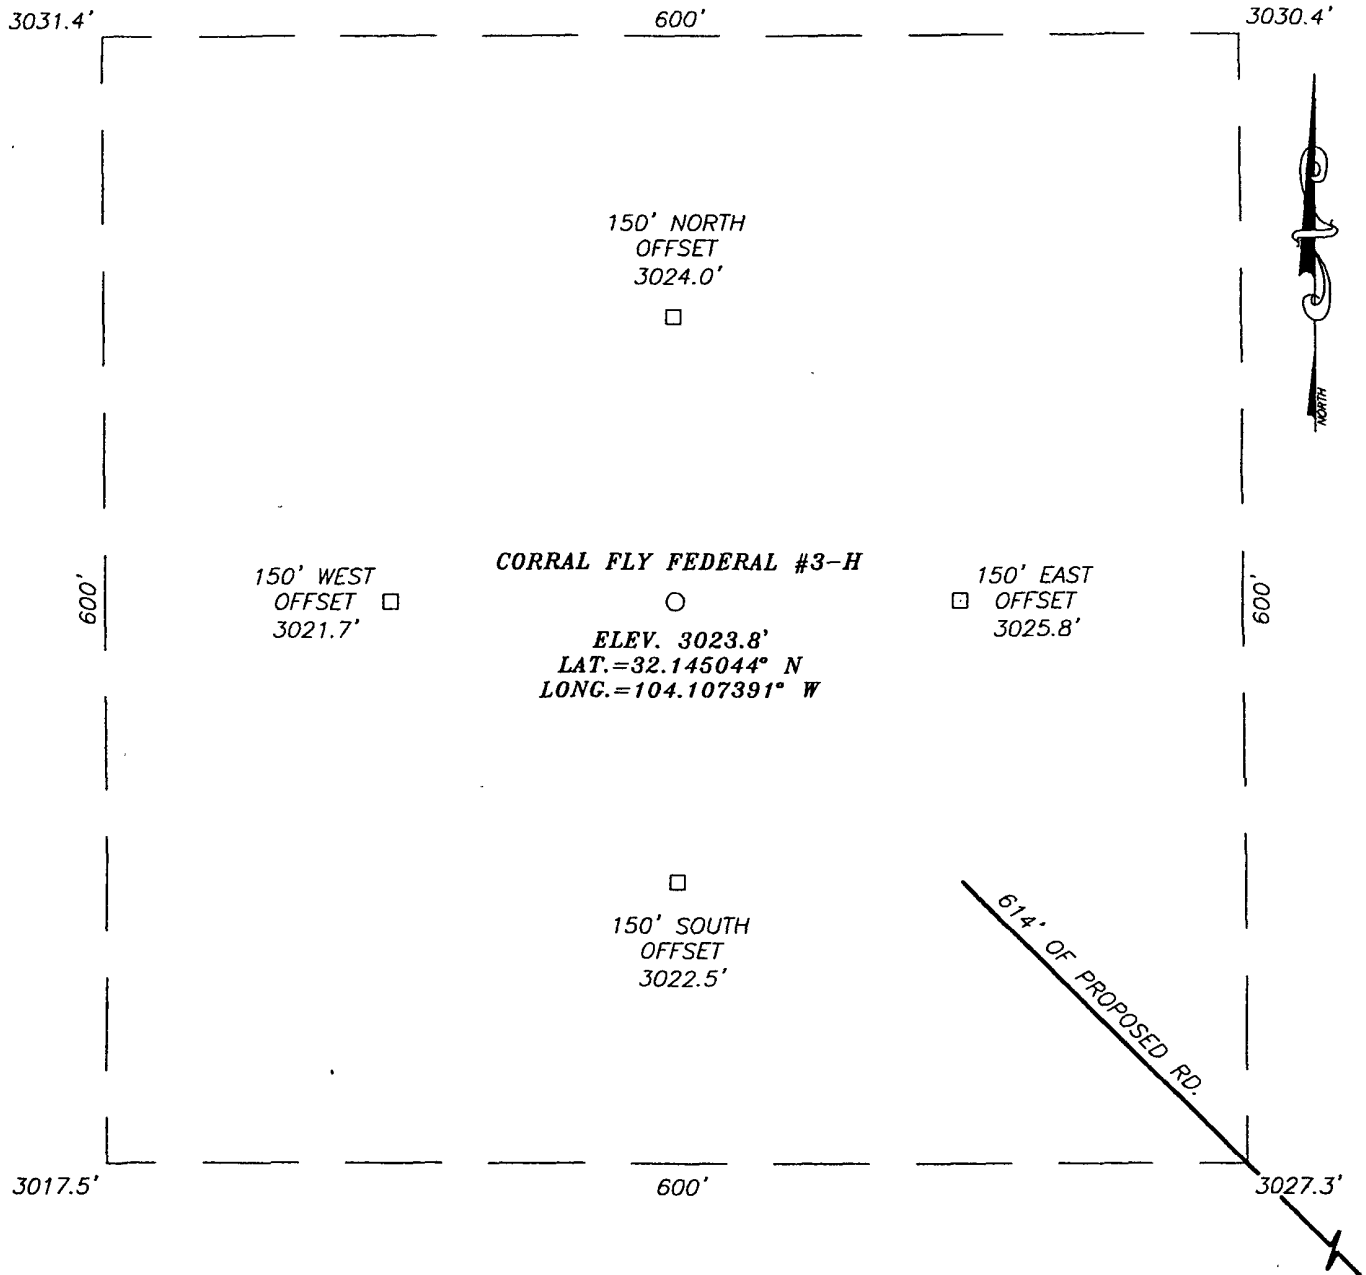 3031.4'
600'
3030.4'
150' NORTH
OFFSET
3024.0'
NORTH
600'
150' WEST
OFFSET
3021.7'
CORRAL FLY FEDERAL #3-H
ELEV. 3023.8'
LAT.=32.145044° N
LONG.=104.107391° W
150' EAST
OFFSET
3025.8'
600'
150' SOUTH
OFFSET
3022.5'
614' OF PROPOSED RD.
3017.5'
600'
3027.3'